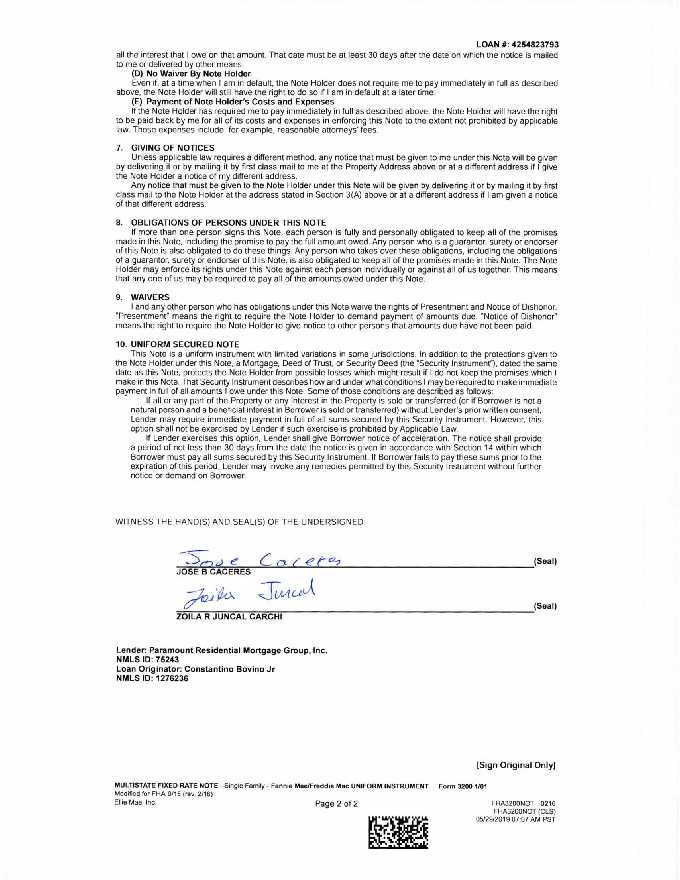 LOAN #: 4254823793
all the interest that I owe on that amount. That date must be at least 30 days after the date on which the notice is mailed
to me or delivered by other means.
(D) No Waiver By Note Holder
Even if, at a time when I am in default, the Note Holder does not require me to pay immediately in full as described
above, the Note Holder will still have the right to do so if I am in default at a later time.
(E) Payment of Note Holder's Costs and Expenses
If the Note Holder has required me to pay immediately in full as described above, the Note Holder will have the right
to be paid back by me for all of its costs and expenses in enforcing this Note to the extent not prohibited by applicable
law. Those expenses include, for example, reasonable attorneys' fees.
7. GIVING OF NOTICES
Unless applicable law requires a different method, any notice that must be given to me under this Note will be given
by delivering it or by mailing it by first class mail to me at the Property Address above or at a different address if I give
the Note Holder a notice of my different address.
Any notice that must be given to the Note Holder under this Note will be given by delivering it or by mailing it by first
class mail to the Note Holder at the address stated in Section 3(A) above or at a different address if I am given a notice
of that different address.
8. OBLIGATIONS OF PERSONS UNDER THIS NOTE
If more than one person signs this Note, each person is fully and personally obligated to keep all of the promises
made in this Note, including the promise to pay the full amount owed. Any person who is a guarantor, surety or endorser
of this Note is also obligated to do these things. Any person who takes over these obligations, including the obligations
of a guarantor, surety or endorser of this Note, is also obligated to keep all of the promises made in this Note. The Note
Holder may enforce its rights under this Note against each person individually or against all of us together. This means
that any one of us may be required to pay all of the amounts owed under this Note.
9. WAIVERS
I and any other person who has obligations under this Note waive the rights of Presentment and Notice of Dishonor.
"Presentment" means the right to require the Note Holder to demand payment of amounts due. "Notice of Dishonor"
means the right to require the Note Holder to give notice to other persons that amounts due have not been paid.
10. UNIFORM SECURED NOTE
This Note is a uniform instrument with limited variations in some jurisdictions. In addition to the protections given to
the Note Holder under this Note, a Mortgage, Deed of Trust, or Security Deed (the "Security Instrument"), dated the same
date as this Note, protects the Note Holder from possible losses which might result if I do not keep the promises which I
make in this Note. That Security Instrument describes how and under what conditions I may be required to make immediate
payment in full of all amounts I owe under this Note. Some of those conditions are described as follows:
If all or any part of the Property or any Interest in the Property is sold or transferred (or if Borrower is not a
natural person and a beneficial interest in Borrower is sold or transferred) without Lender's prior written consent,
Lender may require immediate payment in full of all sums secured by this Security Instrument. However, this
option shall not be exercised by Lender if such exercise is prohibited by Applicable Law.
If Lender exercises this option, Lender shall give Borrower notice of acceleration. The notice shall provide
a period of not less than 30 days from the date the notice is given in accordance with Section 14 within which
Borrower must pay all sums secured by this Security Instrument. If Borrower fails to pay these sums prior to the
expiration of this period, Lender may invoke any remedies permitted by this Security Instrument without further
notice or demand on Borrower.
WITNESS THE HAND(S) AND SEAL(S) OF THE UNDERSIGNED.
Jose Caceres (Seal)
JOSE B CACERES
Zoila Juncal (Seal)
ZOILA R JUNCAL CARCHI
Lender: Paramount Residential Mortgage Group, Inc.
NMLS ID: 75243
Loan Originator: Constantino Bovino Jr
NMLS ID: 1276236
[Sign Original Only]
MULTISTATE FIXED RATE NOTE--Single Family--Fannie Mae/Freddie Mac UNIFORM INSTRUMENT Form 3200 1/01
Modified for FHA 9/15 (rev. 2/16)
Ellie Mae, Inc. Page 2 of 2 FHA3200NOT 0216
FHA3200NOT (CLS)
05/29/2019 07:57 AM PST